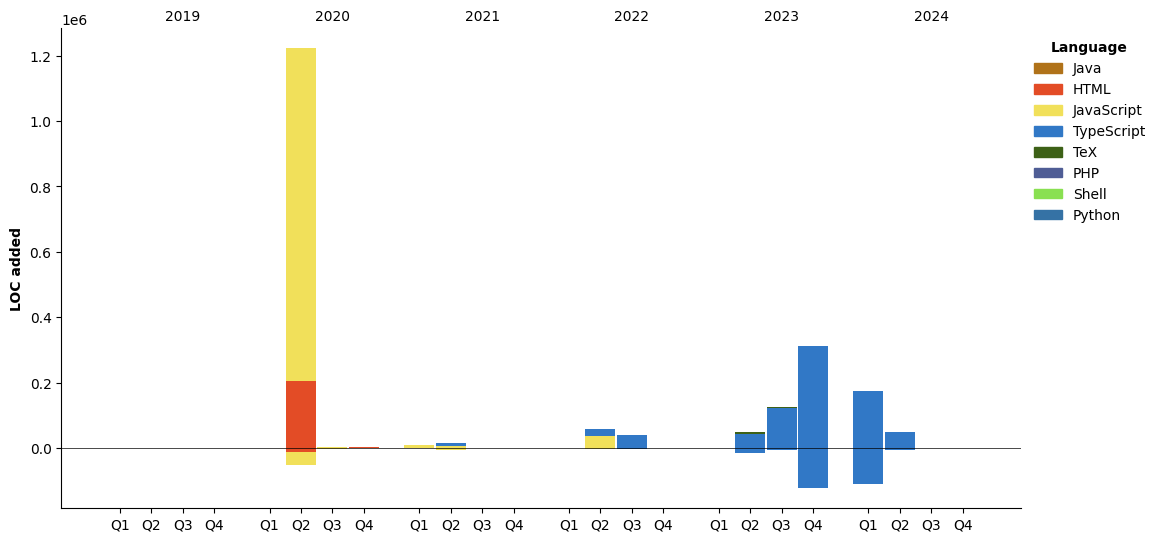 1e6
2019 2020 2021 2022 2023 2024
LOC added
1.2
1.0
0.8
0.6
0.4
0.2
0.0
Q1 Q2 Q3 Q4 Q1 Q2 Q3 Q4 Q1 Q2 Q3 Q4 Q1 Q2 Q3 Q4 Q1 Q2 Q3 Q4 Q1 Q2 Q3 Q4
Language
Java
HTML
JavaScript
TypeScript
TeX
PHP
Shell
Python